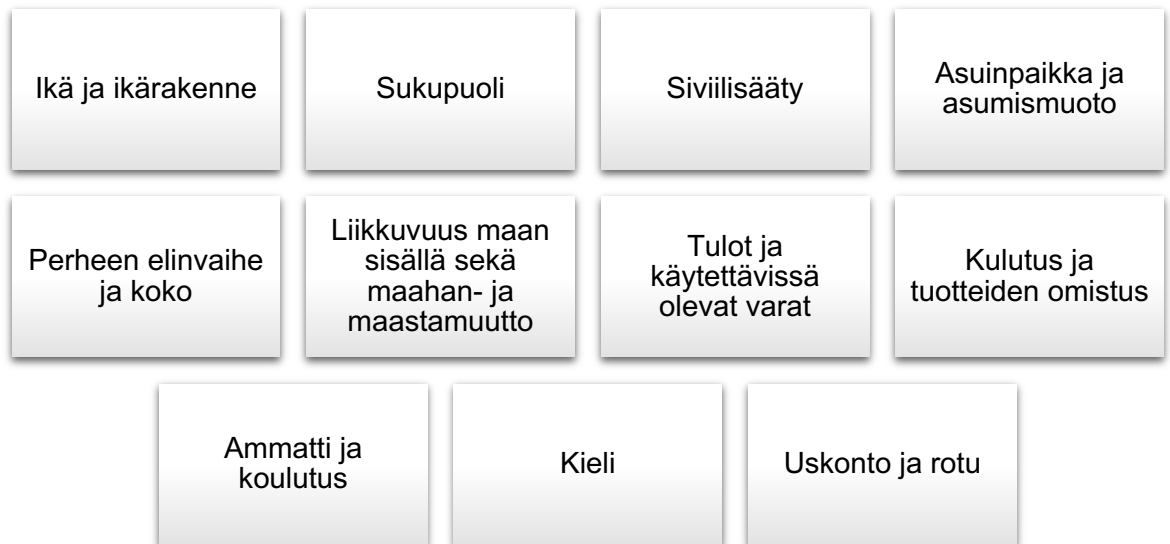 Ikä ja ikärakenne
Sukupuoli
Siviilisääty
Asuinpaikka ja
asumismuoto
Perheen elinvaihe
ja koko
Liikkuvuus maan
sisällä sekä
maahan- ja
maastamuutto
Tulot ja
käytettävissä
olevat varat
Kulutus ja
tuotteiden omistus
Ammatti ja
koulutus
Kieli
Uskonto ja rotu